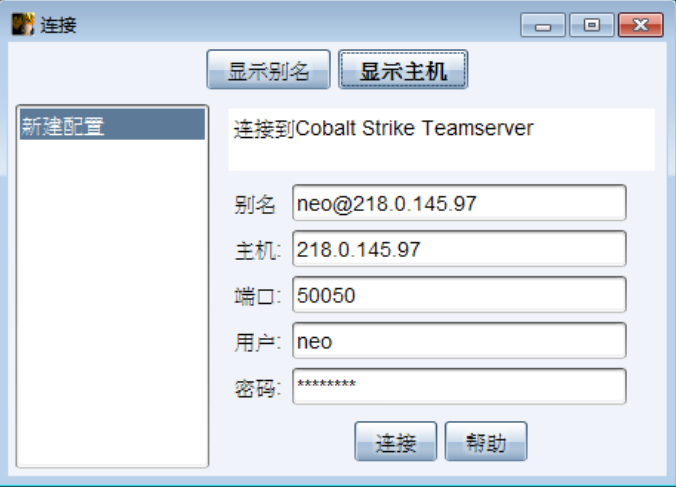 连接
显示别名 显示主机
新建配置
连接到Cobalt Strike Teamserver
别名 neo@218.0.145.97
主机: 218.0.145.97
端口: 50050
用户: neo
密码: ********
连接 帮助